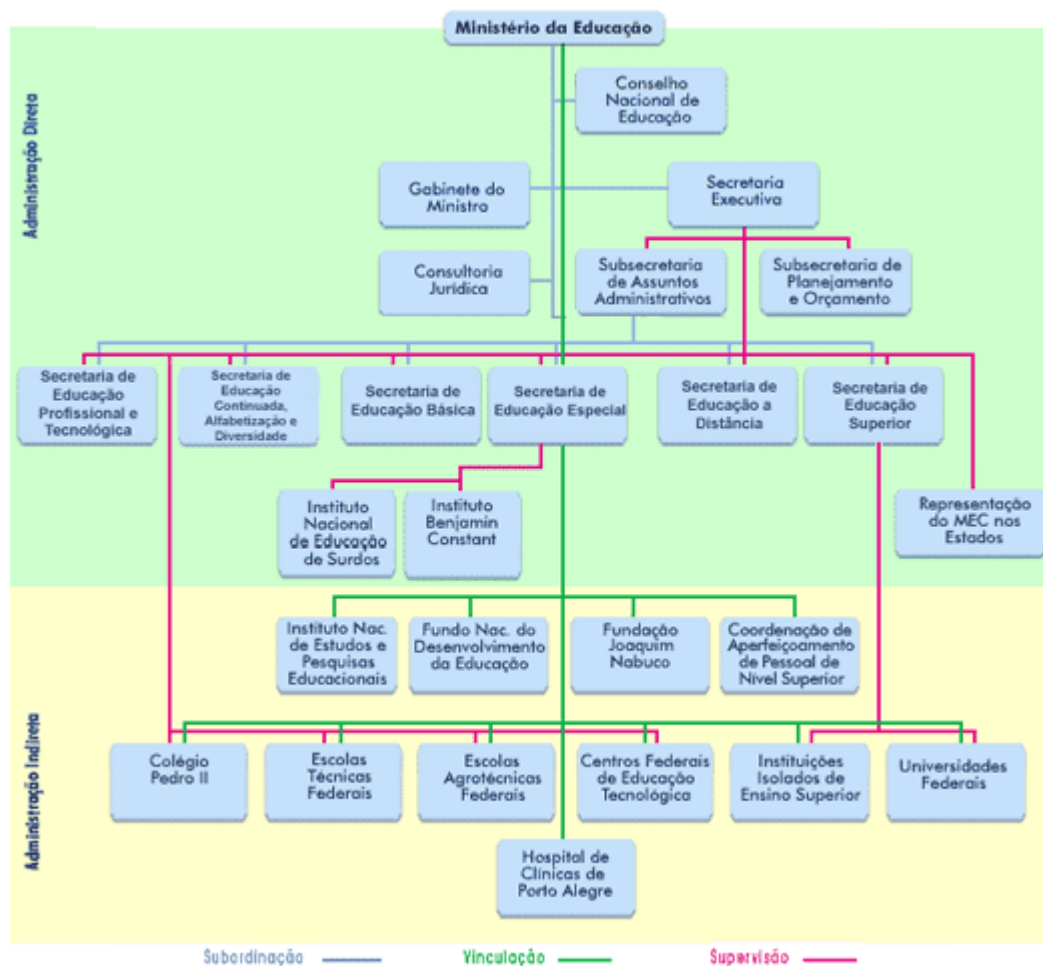 Ministério da Educação
Administração Direta
Conselho
Nacional de
Educação
Gabinete do
Ministro
Secretaria
Executiva
Consultoria
Jurídica
Subsecretaria
de Assuntos
Administrativos
Subsecretaria de
Planejamento
e Orçamento
Secretaria de
Educação
Profissional e
Tecnológica
Secretaria de
Educação
Continuada,
Alfabetização e
Diversidade
Secretaria de
Educação Básica
Secretaria de
Educação Especial
Secretaria de
Educação a
Distância
Secretaria de
Educação
Superior
Instituto
Nacional
de Educação
de Surdos
Instituto
Benjamin
Constant
Representação
do MEC nos
Estados
Administração Indireta
Instituto Nac.
de Estudos e
Pesquisas
Educacionais
Fundo Nac. do
Desenvolvimento
da Educação
Fundação
Joaquim
Nabuco
Coordenação de
Aperfeiçoamento
de Pessoal de
Nível Superior
Colégio
Pedro II
Escolas
Técnicas
Federais
Escolas
Agrotécnicas
Federais
Centros Federais
de Educação
Tecnológica
Instituições
Isolados de
Ensino Superior
Universidades
Federais
Hospital de
Clínicas de
Porto Alegre
Subordinação
Vinculação
Supervisão